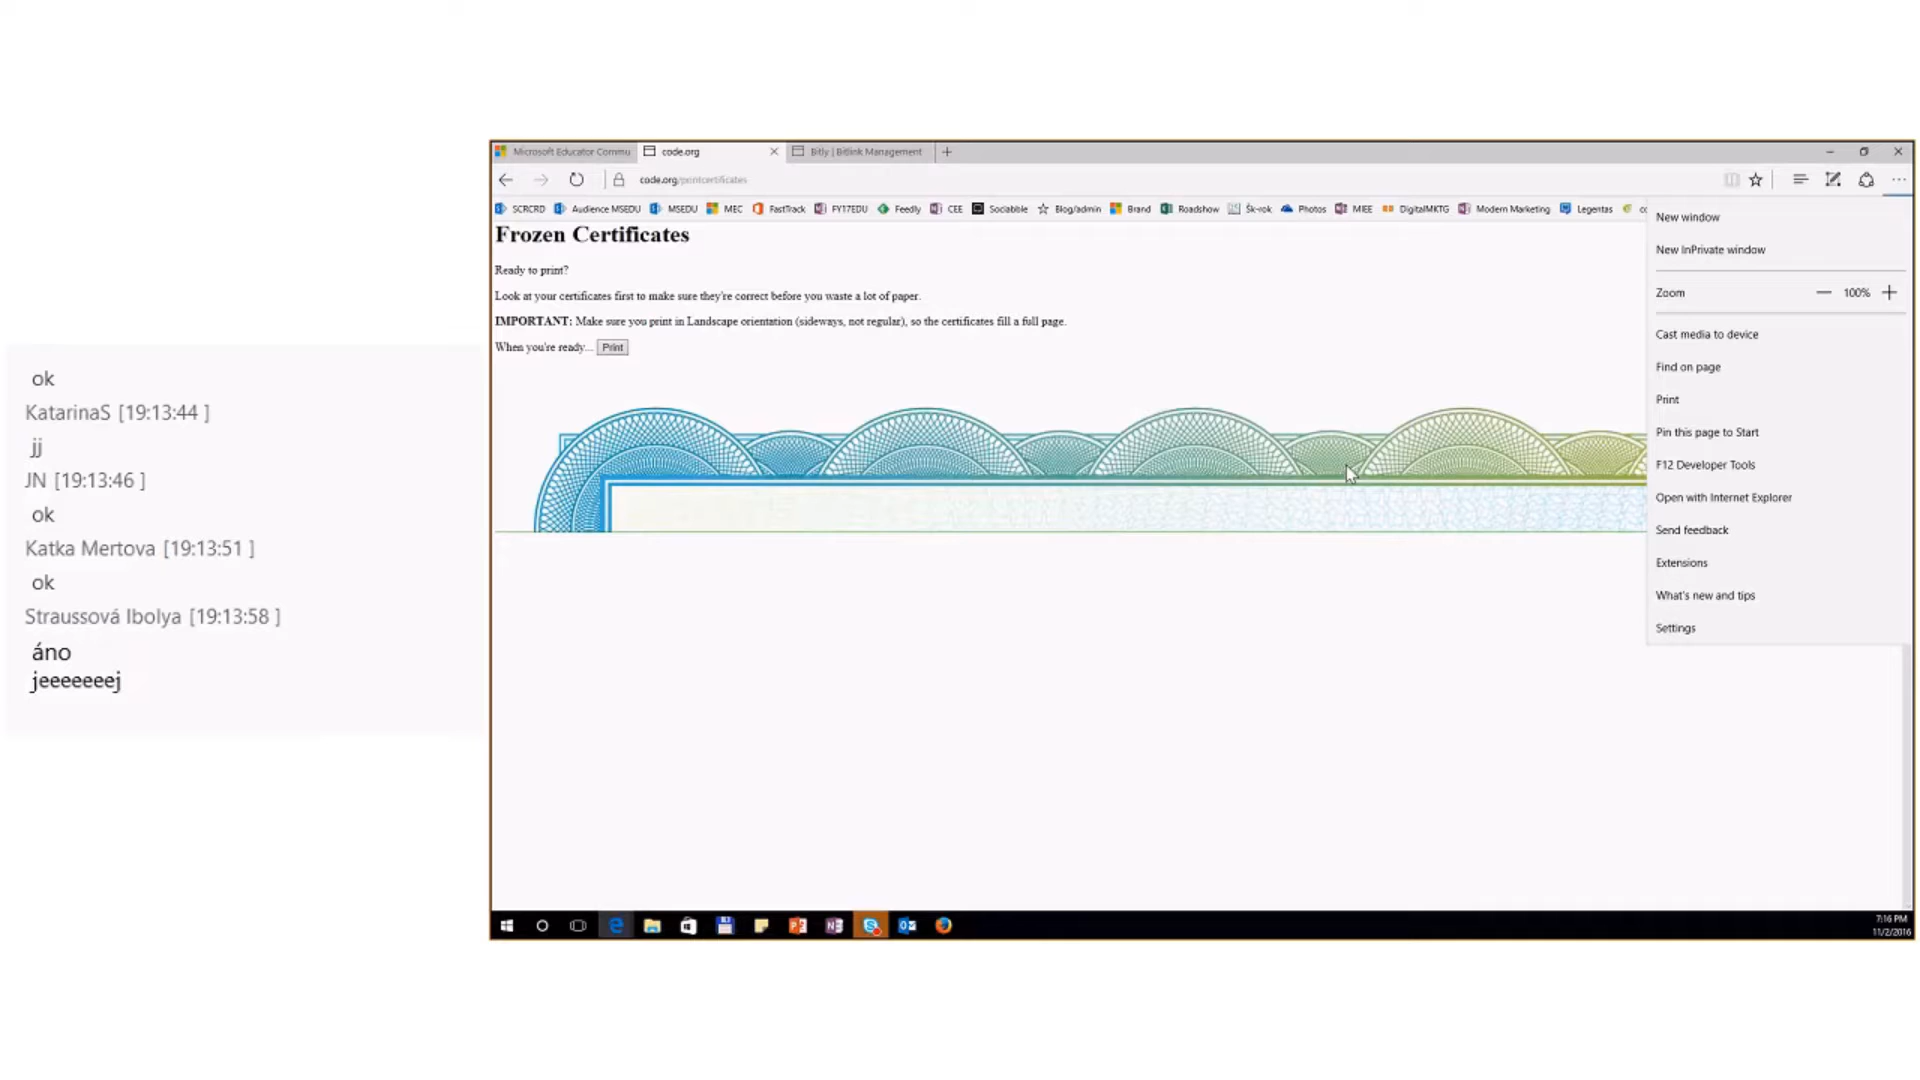 ok
KatarinaS [19:13:44 ]
jj
JN [19:13:46 ]
ok
Katka Mertova [19:13:51 ]
ok
Straussová Ibolya [19:13:58 ]
áno
jeeeeeeej
Microsoft Educator Commu
code.org
Bitly | Bitlink Management
code.org/printcertificates
SCRCRD Audience MSEDU MSEDU MEC FastTrack FY17EDU Feedly CEE Sociabble Blog/admin Brand Roadshow Šk-rok Photos MIEE DigitalMKTG Modern Marketing Legentas
Frozen Certificates
Ready to print?
Look at your certificates first to make sure they're correct before you waste a lot of paper.
IMPORTANT: Make sure you print in Landscape orientation (sideways, not regular), so the certificates fill a full page.
When you're ready... Print
New window
New InPrivate window
Zoom 100%
Cast media to device
Find on page
Print
Pin this page to Start
F12 Developer Tools
Open with Internet Explorer
Send feedback
Extensions
What's new and tips
Settings
7:16 PM
11/2/2016